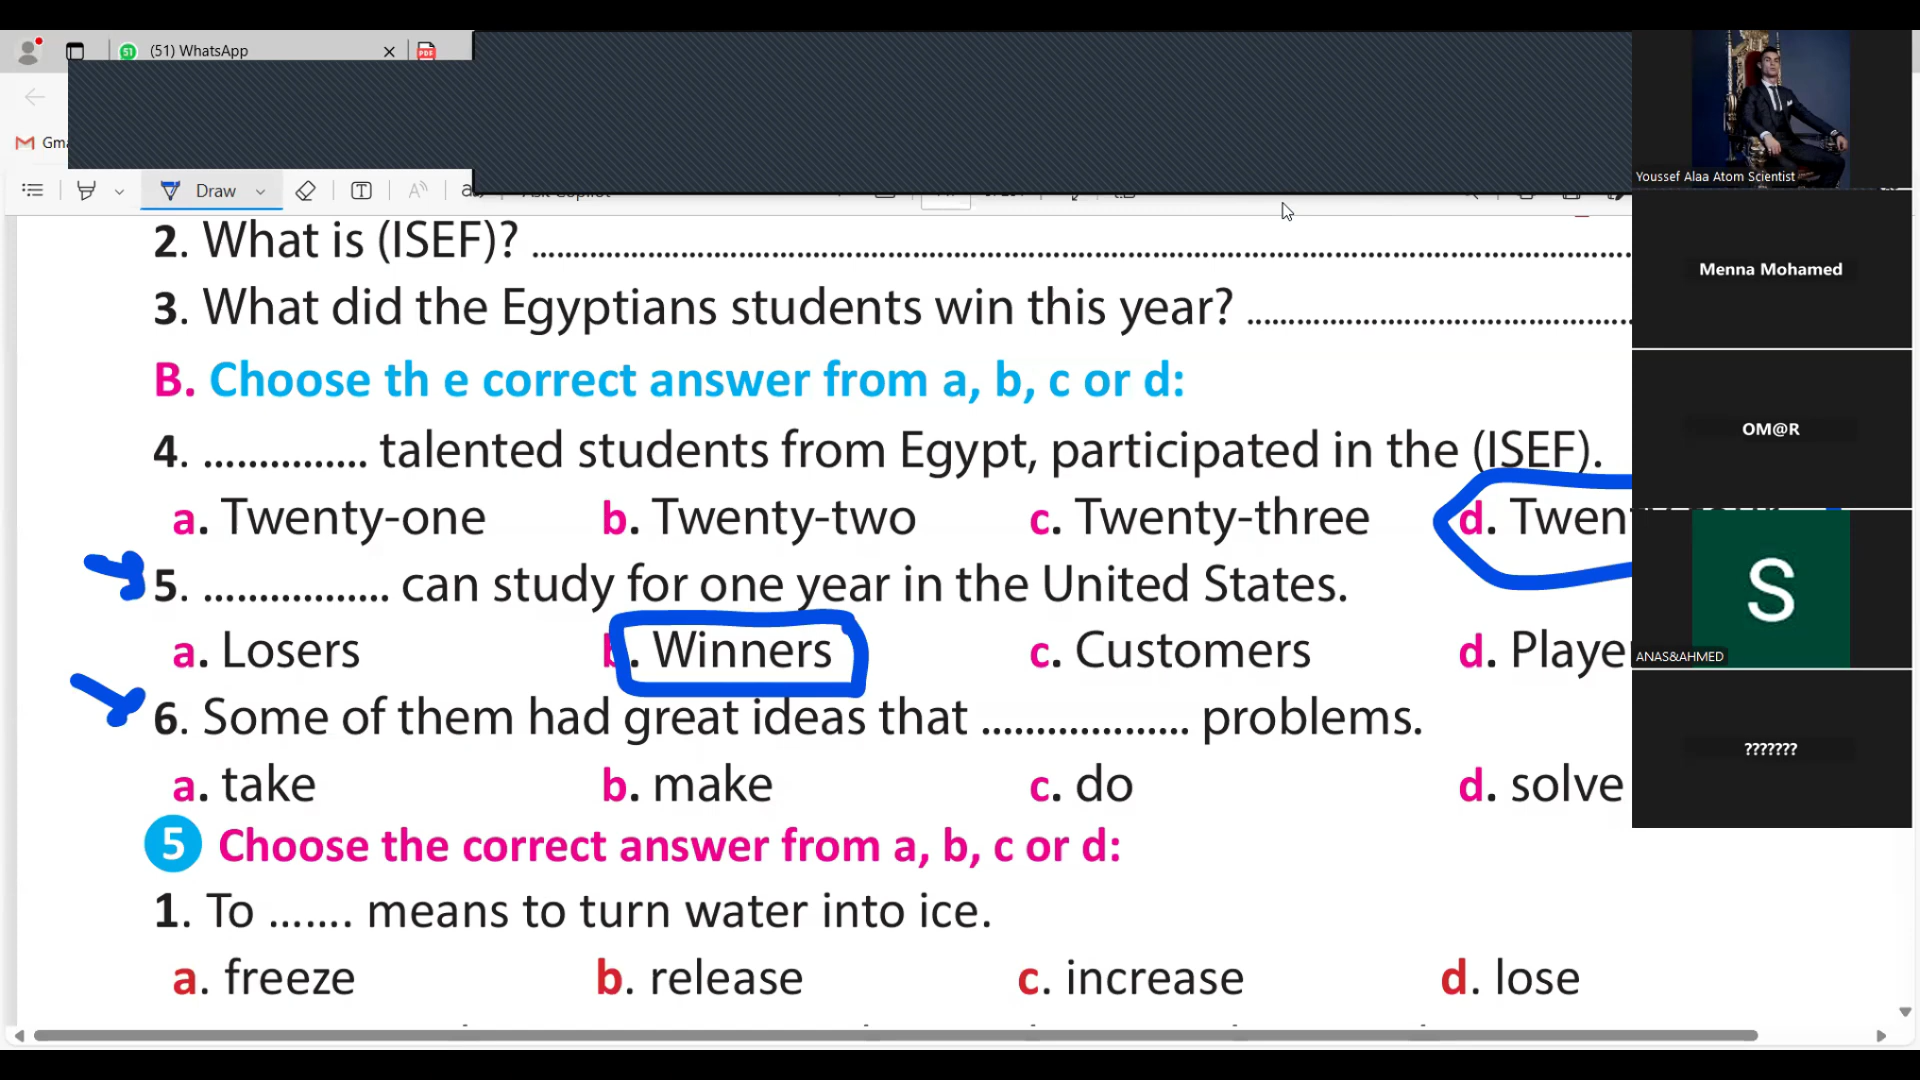 (51) WhatsApp
Youssef Alaa Atom Scientist
Draw
2. What is (ISEF)? ................
3. What did the Egyptians students win this year? ................
Menna Mohamed
B. Choose th e correct answer from a, b, c or d:
OM@R
4. ............... talented students from Egypt, participated in the (ISEF).
a. Twenty-one b. Twenty-two c. Twenty-three d.
5. ................. can study for one year in the United States.
S
a. Losers b. Winners c. Customers d.
ANAS&AHMED
6. Some of them had great ideas that ................... problems.
???????
a. take b. make c. do d. solve
5 Choose the correct answer from a, b, c or d:
1. To ....... means to turn water into ice.
a. freeze b. release c. increase d. lose